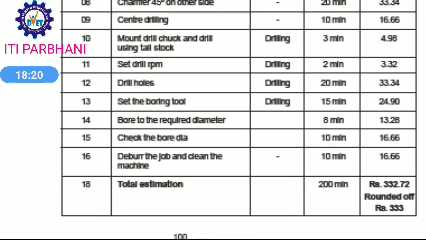 08 Chamfer 45° on other side - 20 min 33.34
09 Centre drilling - 10 min 16.66
10 Mount drill chuck and drill using tail stock Drilling 3 min 4.98
11 Set drill rpm Drilling 2 min 3.32
12 Drill holes Drilling 20 min 33.34
13 Set the boring tool Drilling 15 min 24.90
14 Bore to the required diameter 8 min 13.28
15 Check the bore dia 10 min 16.66
16 Deburr the job and clean the machine - 10 min 16.66
18 Total estimation 200 min Rs. 332.72
Rounded off
Rs. 333
100
DVET
ITI PARBHANI
18:20